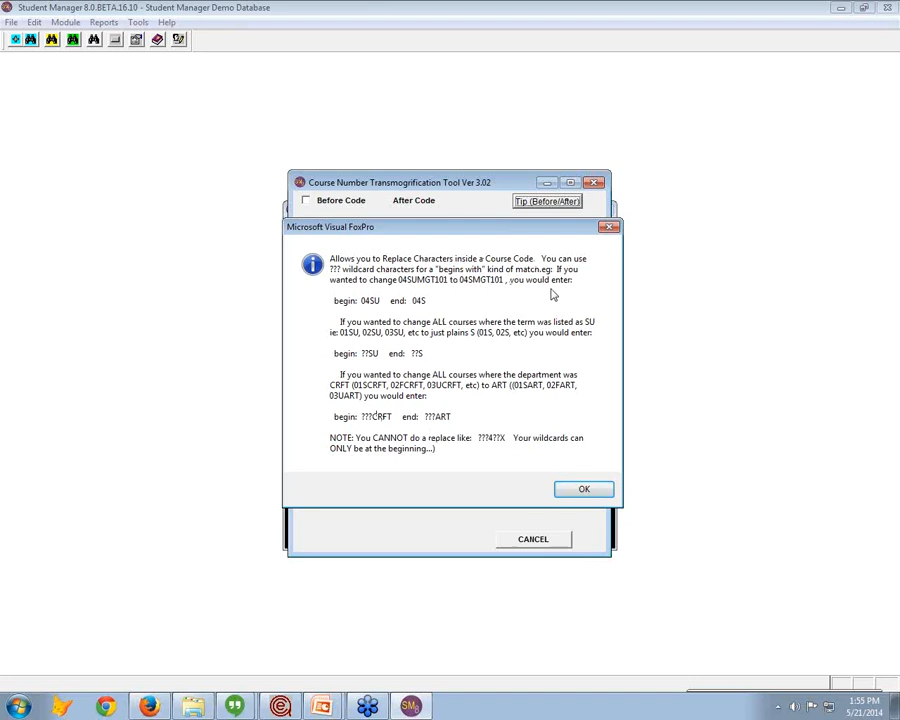 Student Manager 8.0.BETA.16.10 - Student Manager Demo Database
File Edit Module Reports Tools Help
Course Number Transmogrification Tool Ver 3.02
Before Code After Code Tip (Before/After)
Microsoft Visual FoxPro
Allows you to Replace Characters inside a Course Code. You can use
??? wildcard characters for a "begins with" kind of match.eg: If you
wanted to change 04SUMGT101 to 04SMGT101 , you would enter:
begin: 04SU end: 04S
If you wanted to change ALL courses where the term was listed as SU
ie: 01SU, 02SU, 03SU, etc to just plains S (01S, 02S, etc) you would enter:
begin: ??SU end: ??S
If you wanted to change ALL courses where the department was
CRFT (01SCRFT, 02FCRFT, 03UCRFT, etc) to ART ((01SART, 02FART,
03UART) you would enter:
begin: ???CRFT end: ???ART
NOTE: You CANNOT do a replace like: ???4??X Your wildcards can
ONLY be at the beginning...)
OK
CANCEL
SM8
1:55 PM
5/21/2014